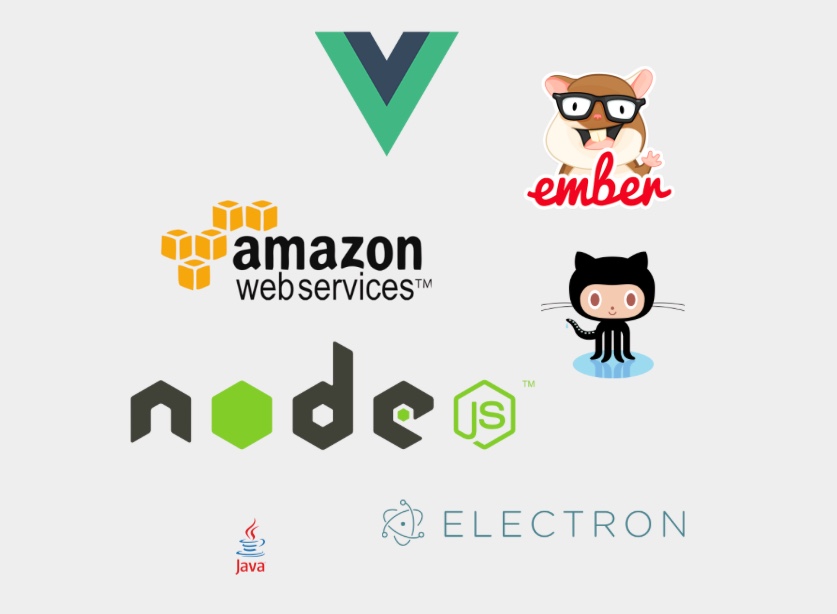 ember
amazon
webservices™
node
JS
™
Java
ELECTRON